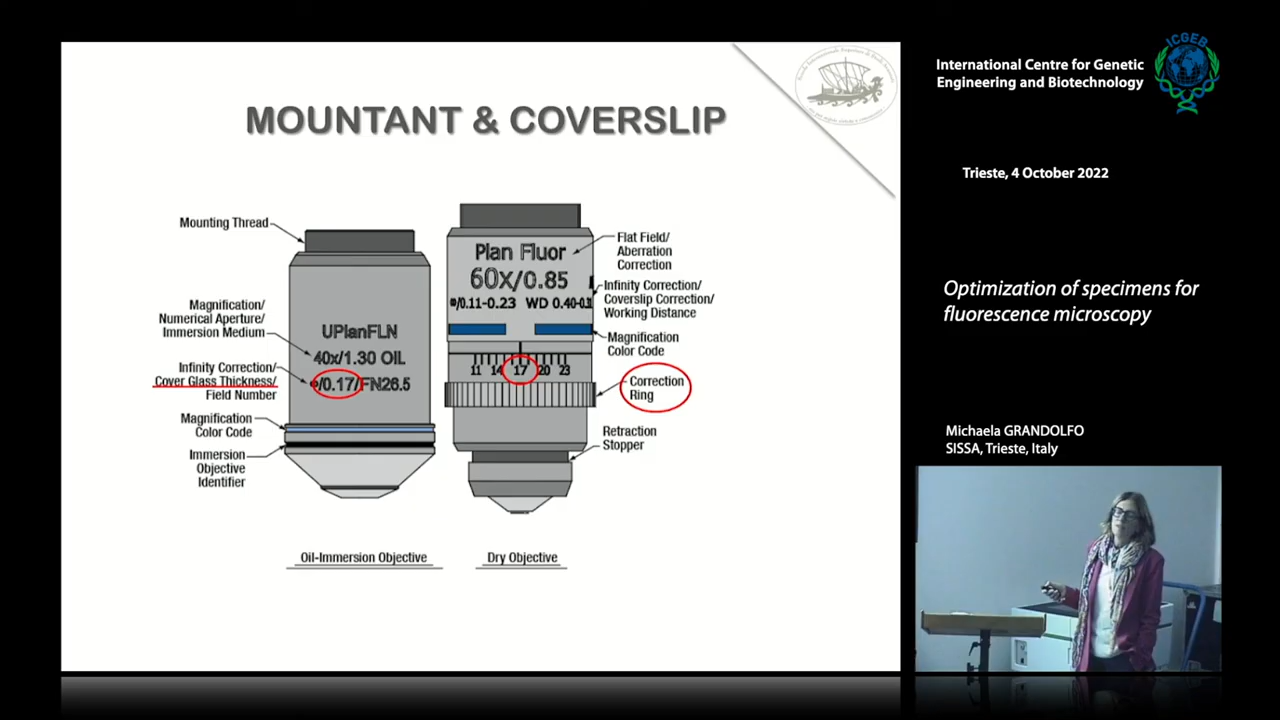 MOUNTANT & COVERSLIP
Mounting Thread
Magnification/
Numerical Aperture/
Immersion Medium
Infinity Correction/
Cover Glass Thickness/
Field Number
Magnification
Color Code
Immersion
Objective
Identifier
UPlanFLN
40x/1.30 OIL
∞/0.17/FN26.5
Oil-Immersion Objective
Plan Fluor
60X/0.85
∞/0.11-0.23 WD 0.40-0.
11 14 17 20 23
Flat Field/
Aberration
Correction
Infinity Correction/
Coverslip Correction/
Working Distance
Magnification
Color Code
Correction
Ring
Retraction
Stopper
Dry Objective
International Centre for Genetic
Engineering and Biotechnology
ICGEB
Trieste, 4 October 2022
Optimization of specimens for
fluorescence microscopy
Michaela GRANDOLFO
SISSA, Trieste, Italy